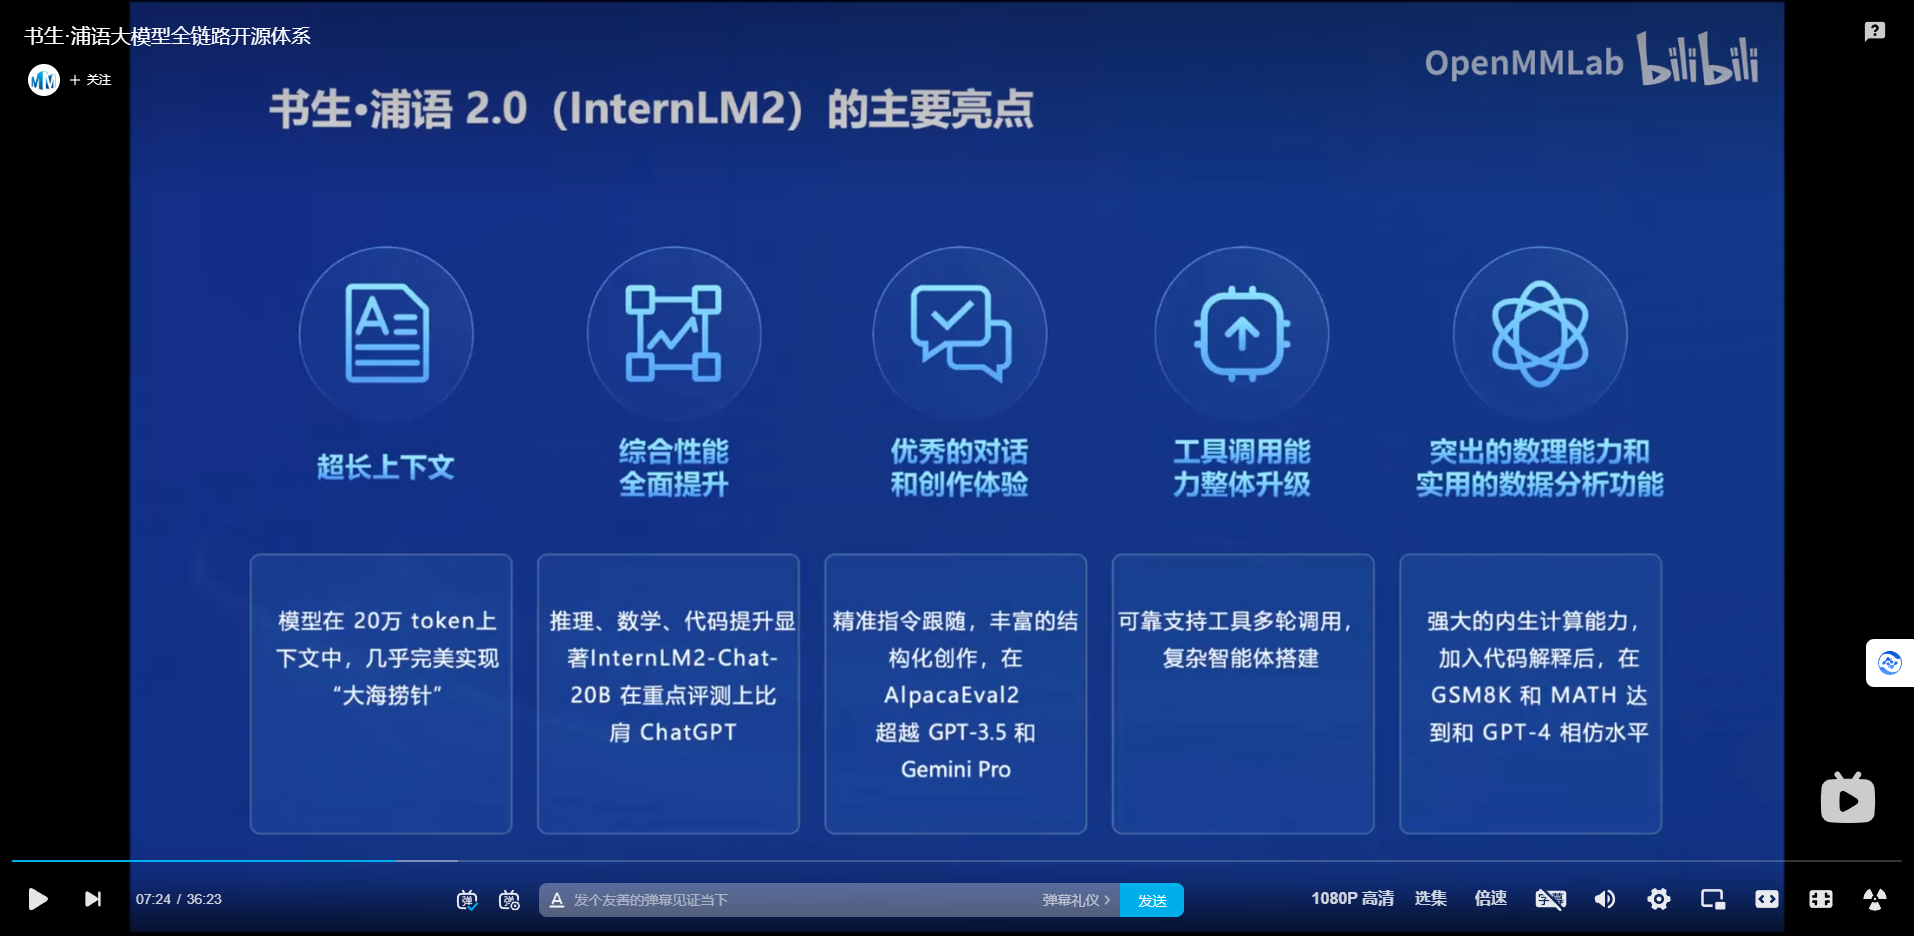 书生·浦语大模型全链路开源体系
+ 关注
OpenMMLab bilibili
书生•浦语 2.0（InternLM2）的主要亮点
超长上下文
综合性能
全面提升
优秀的对话
和创作体验
工具调用能
力整体升级
突出的数理能力和
实用的数据分析功能
模型在 20万 token上
下文中，几乎完美实现
“大海捞针”
推理、数学、代码提升显
著InternLM2-Chat-
20B 在重点评测上比
肩 ChatGPT
精准指令跟随，丰富的结
构化创作，在
AlpacaEval2
超越 GPT-3.5 和
Gemini Pro
可靠支持工具多轮调用，
复杂智能体搭建
强大的内生计算能力，
加入代码解释后，在
GSM8K 和 MATH 达
到和 GPT-4 相仿水平
07:24 / 36:23
弹
弹
A 发个友善的弹幕见证当下
弹幕礼仪 >
发送
1080P 高清
选集
倍速
字幕